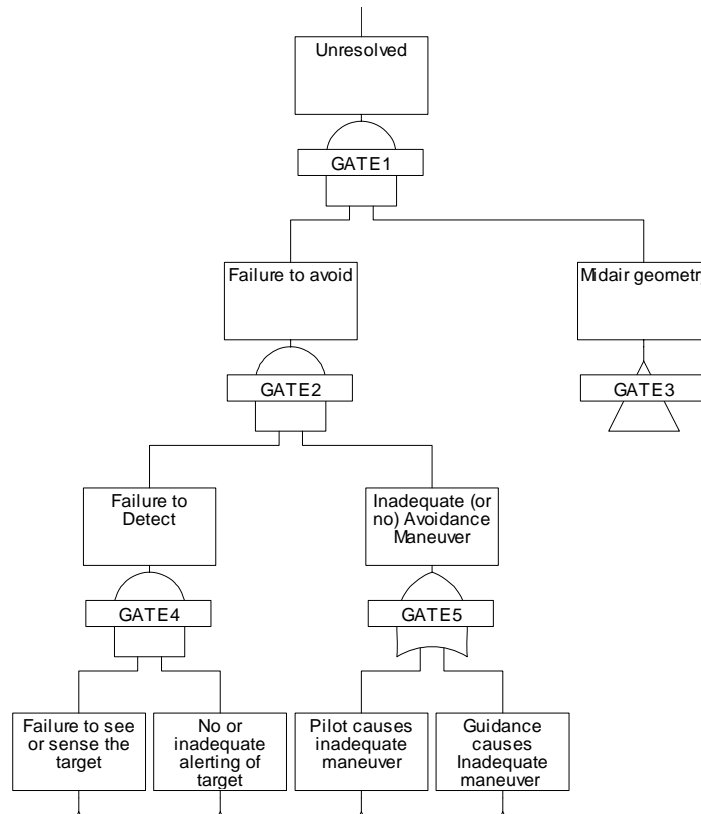 Unresolved
GATE1
Failure to avoid
Midair geometry
GATE2
GATE3
Failure to
Detect
Inadequate (or
no) Avoidance
Maneuver
GATE4
GATE5
Failure to see
or sense the
target
No or
inadequate
alerting of
target
Pilot causes
inadequate
maneuver
Guidance
causes
Inadequate
maneuver